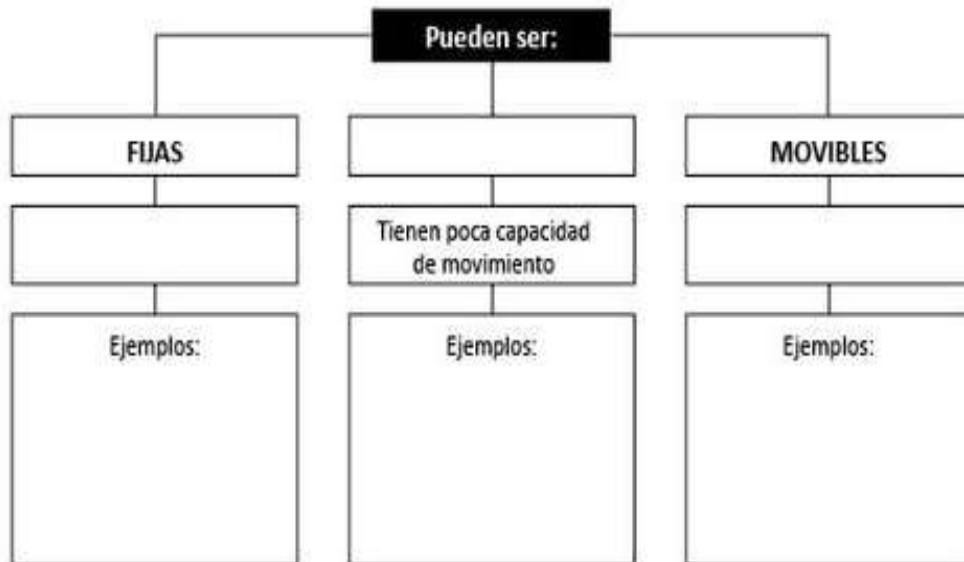 Pueden ser:
FIJAS
MOVIBLES
Tienen poca capacidad
de movimiento
Ejemplos:
Ejemplos:
Ejemplos: